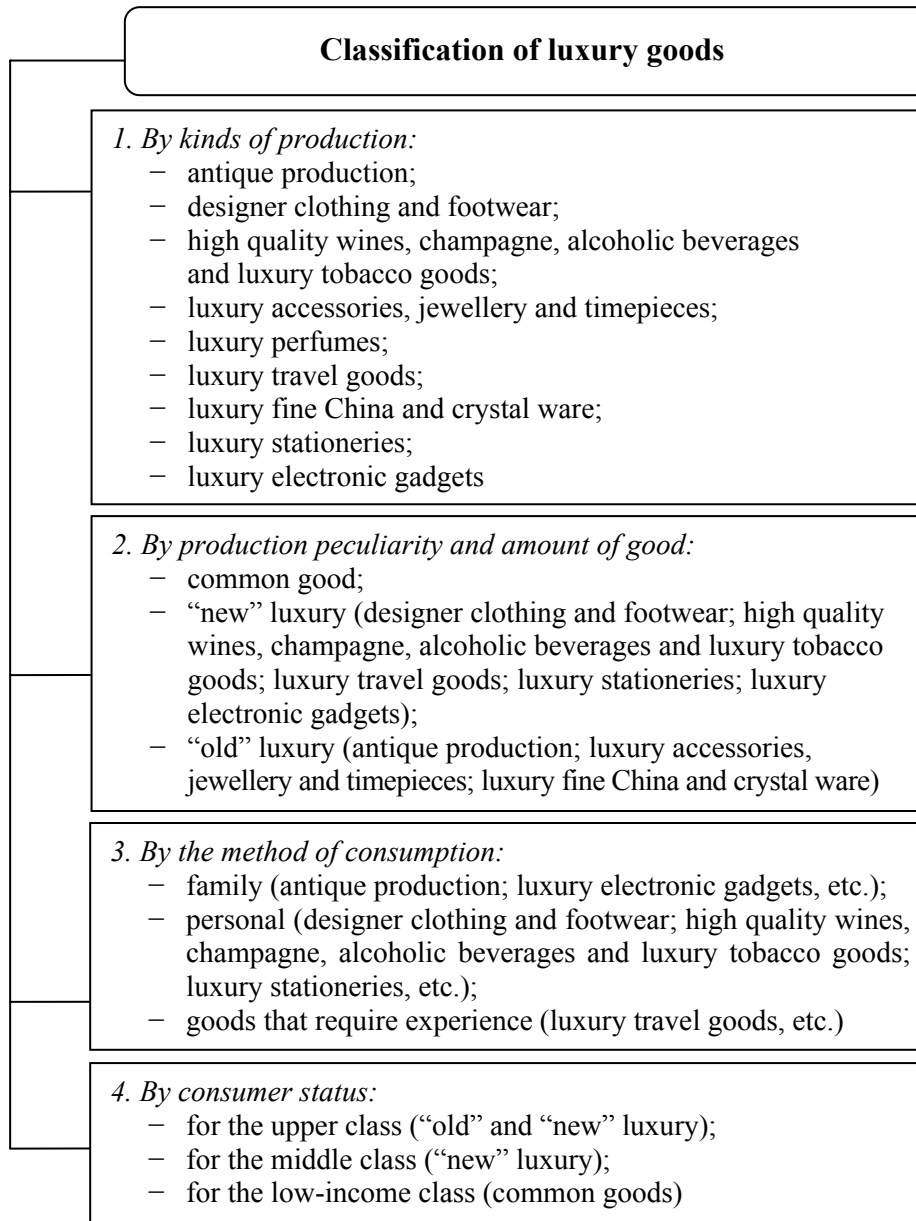 Classification of luxury goods
1. By kinds of production:
− antique production;
− designer clothing and footwear;
− high quality wines, champagne, alcoholic beverages
and luxury tobacco goods;
− luxury accessories, jewellery and timepieces;
− luxury perfumes;
− luxury travel goods;
− luxury fine China and crystal ware;
− luxury stationeries;
− luxury electronic gadgets
2. By production peculiarity and amount of good:
− common good;
− “new” luxury (designer clothing and footwear; high quality
wines, champagne, alcoholic beverages and luxury tobacco
goods; luxury travel goods; luxury stationeries; luxury
electronic gadgets);
− “old” luxury (antique production; luxury accessories,
jewellery and timepieces; luxury fine China and crystal ware)
3. By the method of consumption:
− family (antique production; luxury electronic gadgets, etc.);
− personal (designer clothing and footwear; high quality wines,
champagne, alcoholic beverages and luxury tobacco goods;
luxury stationeries, etc.);
− goods that require experience (luxury travel goods, etc.)
4. By consumer status:
− for the upper class (“old” and “new” luxury);
− for the middle class (“new” luxury);
− for the low-income class (common goods)